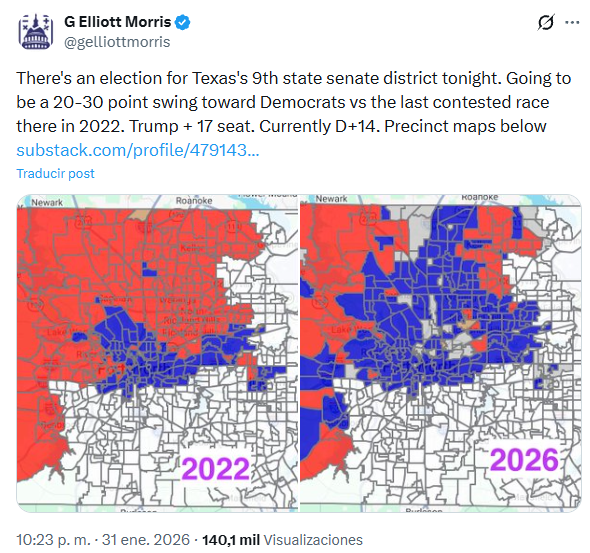 G Elliott Morris
@gelliottmorris
There's an election for Texas's 9th state senate district tonight. Going to
be a 20-30 point swing toward Democrats vs the last contested race
there in 2022. Trump + 17 seat. Currently D+14. Precinct maps below
substack.com/profile/479143...
Traducir post
Newark
Roanoke
2022
Newark
Roanoke
2026
10:23 p. m. · 31 ene. 2026 · 140,1 mil Visualizaciones